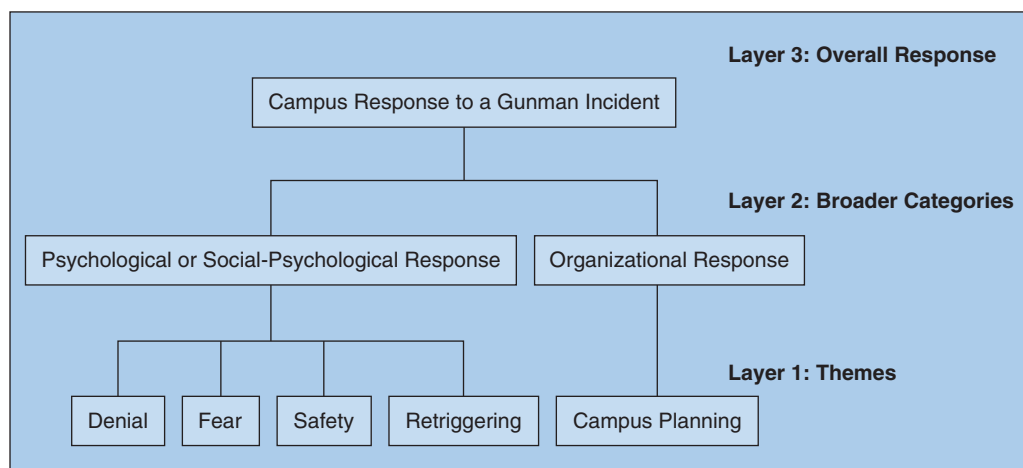 Layer 3: Overall Response
Campus Response to a Gunman Incident
Layer 2: Broader Categories
Psychological or Social-Psychological Response
Organizational Response
Layer 1: Themes
Denial
Fear
Safety
Retriggering
Campus Planning